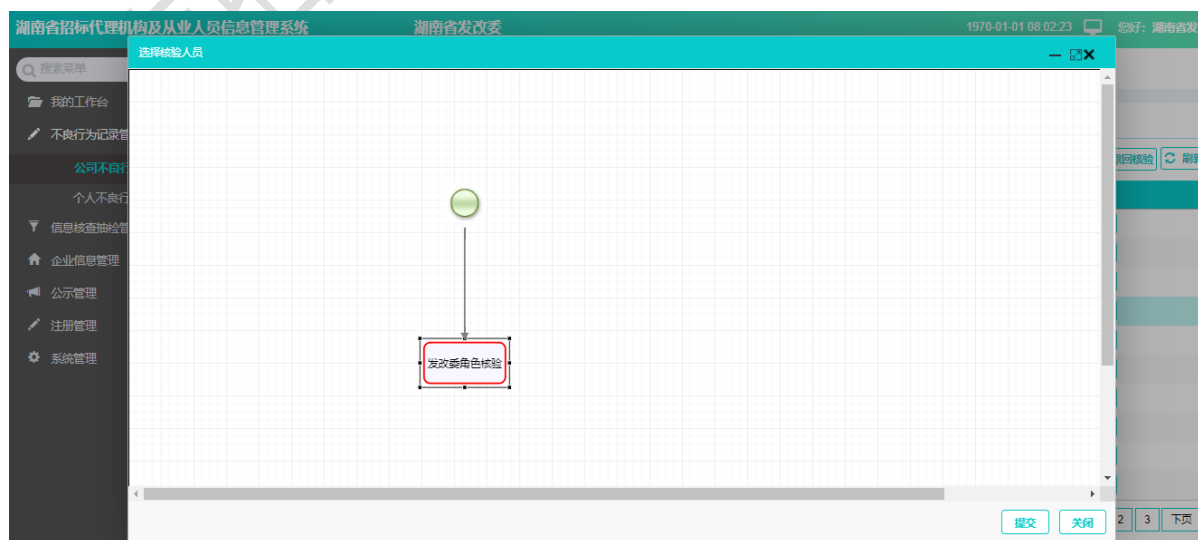 湖南省招标代理机构及从业人员信息管理系统 湖南省发改委 1970-01-01 08:02:23 您好：湖南省发
选择核验人员
搜索菜单
我的工作台
不良行为记录管
公司不良行
回核验 刷新
个人不良行
信息核查抽检管
企业信息管理
公示管理
注册管理
系统管理
发改委角色核验
提交 关闭 2 3 下页